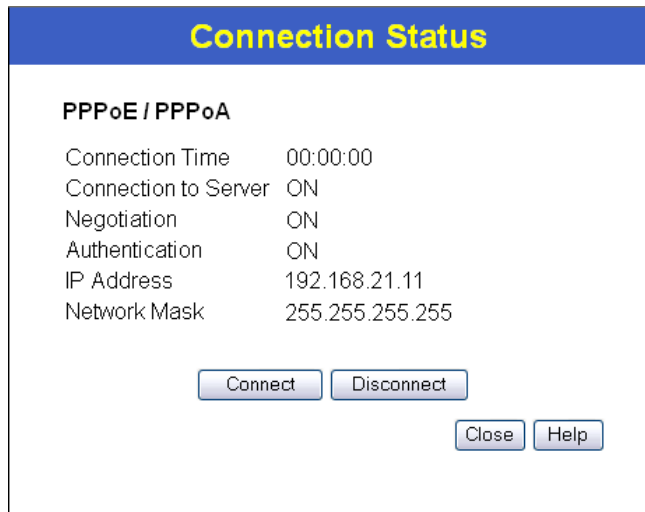 Connection Status
PPPoE / PPPoA
Connection Time 00:00:00
Connection to Server ON
Negotiation ON
Authentication ON
IP Address 192.168.21.11
Network Mask 255.255.255.255
Connect Disconnect
Close Help